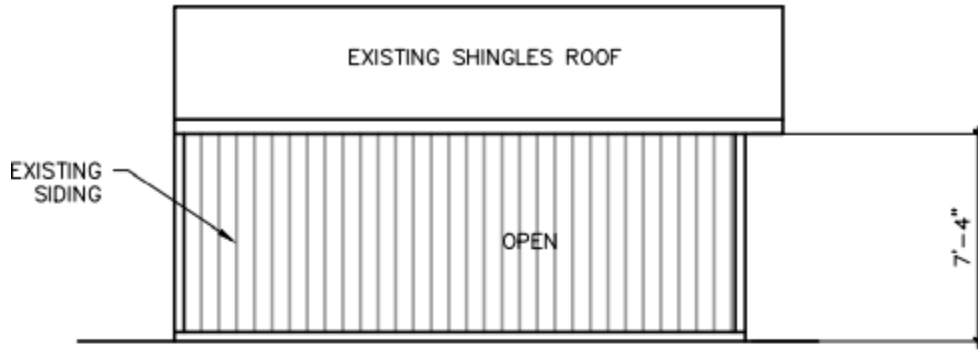 EXISTING SHINGLES ROOF
EXISTING
SIDING
OPEN
7'-4"